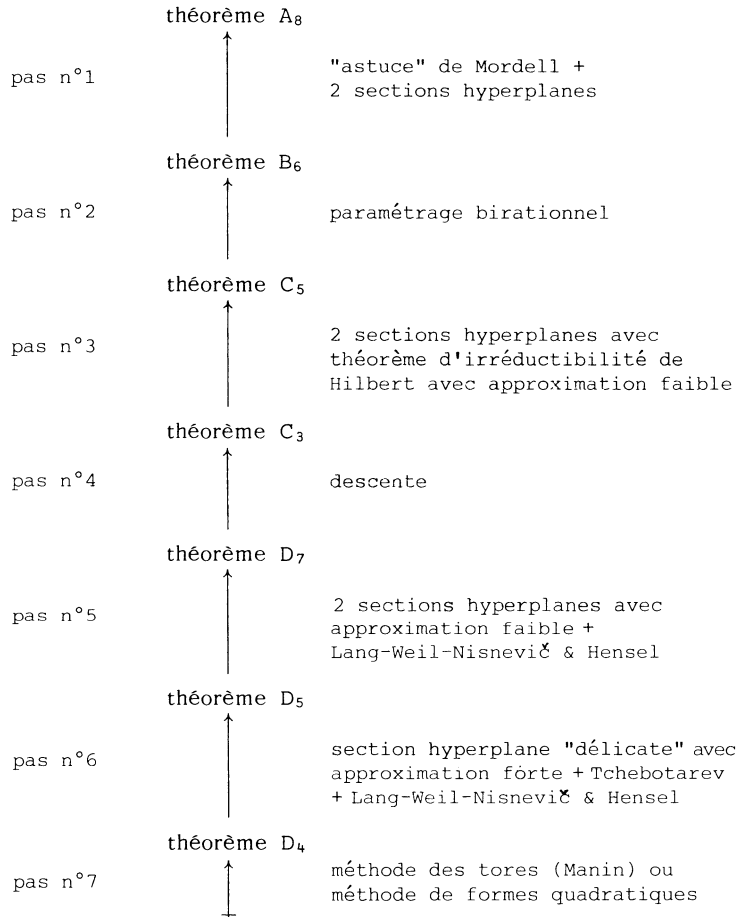 théorème A₈
pas n°1
"astuce" de Mordell +
2 sections hyperplanes
théorème B₆
pas n°2
paramétrage birationnel
théorème C₅
pas n°3
2 sections hyperplanes avec
théorème d'irréductibilité de
Hilbert avec approximation faible
théorème C₃
pas n°4
descente
théorème D₇
pas n°5
2 sections hyperplanes avec
approximation faible +
Lang-Weil-Nisnevič & Hensel
théorème D₅
pas n°6
section hyperplane "délicate" avec
approximation forte + Tchebotarev
+ Lang-Weil-Nisnevič & Hensel
théorème D₄
pas n°7
méthode des tores (Manin) ou
méthode de formes quadratiques